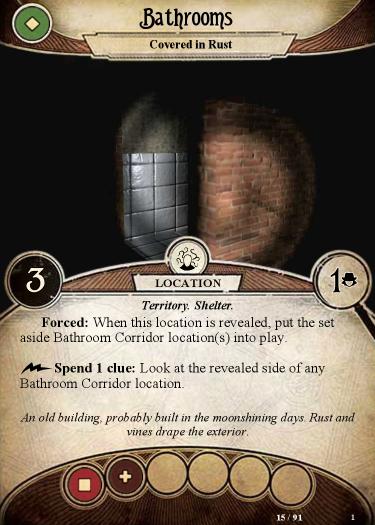 Bathrooms
Covered in Rust
3
LOCATION
1
Territory. Shelter.
Forced: When this location is revealed, put the set
aside Bathroom Corridor location(s) into play.
Spend 1 clue: Look at the revealed side of any
Bathroom Corridor location.
An old building, probably built in the moonshining days. Rust and
vines drape the exterior.
15 / 91
1